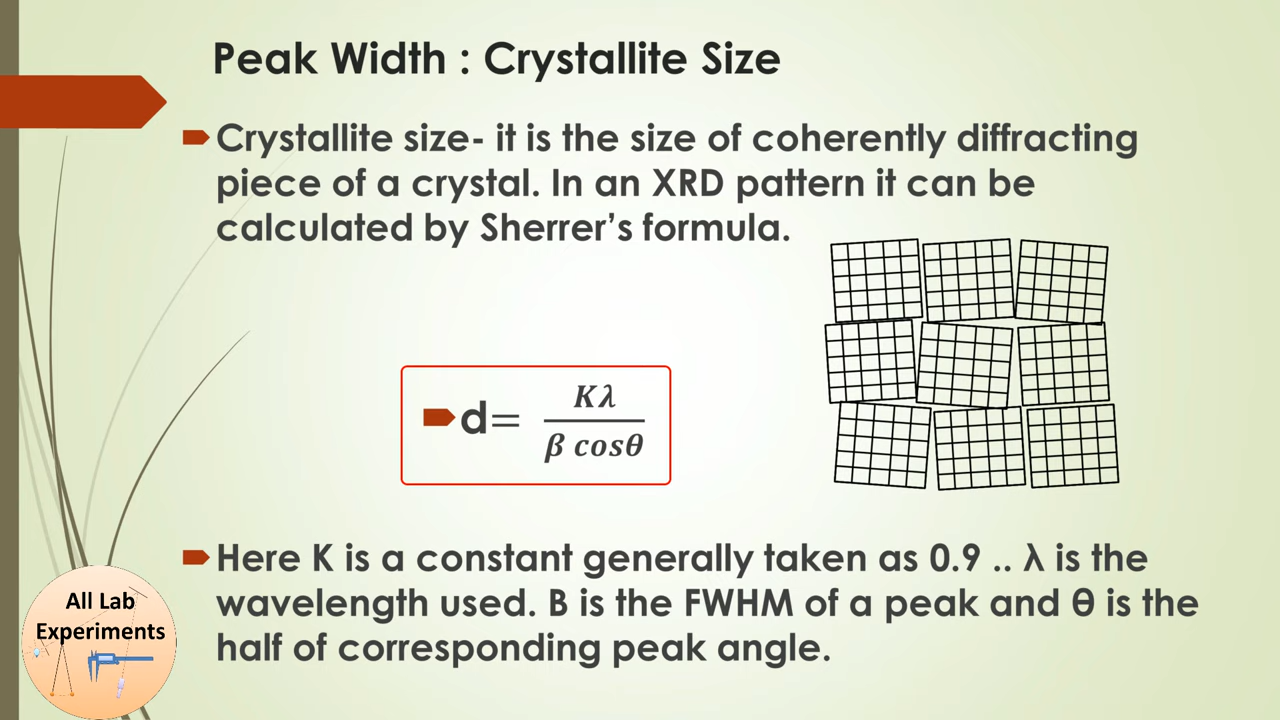 Peak Width : Crystallite Size
Crystallite size- it is the size of coherently diffracting
piece of a crystal. In an XRD pattern it can be
calculated by Sherrer’s formula.
d= Kλ / β cosθ
Here K is a constant generally taken as 0.9 .. λ is the
wavelength used. B is the FWHM of a peak and θ is the
half of corresponding peak angle.
All Lab
Experiments